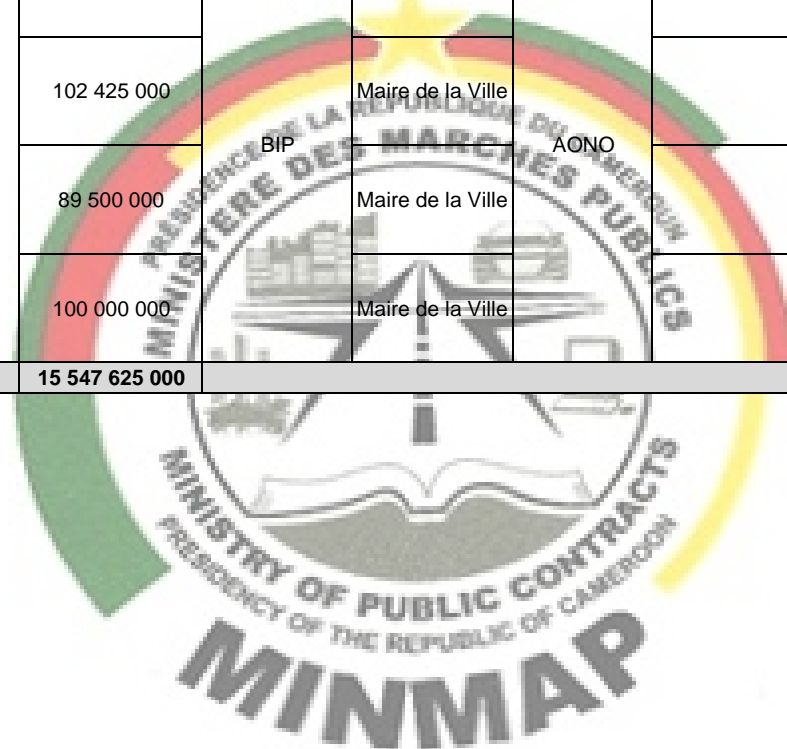 102 425 000 Maire de la Ville
BIP AONO
89 500 000 Maire de la Ville
100 000 000 Maire de la Ville
15 547 625 000
PRESIDENCE DE LA REPUBLIQUE DU CAMEROUN
MINISTERE DES MARCHES PUBLICS
MINISTRY OF PUBLIC CONTRACTS
PRESIDENCY OF THE REPUBLIC OF CAMEROON
MINMAP